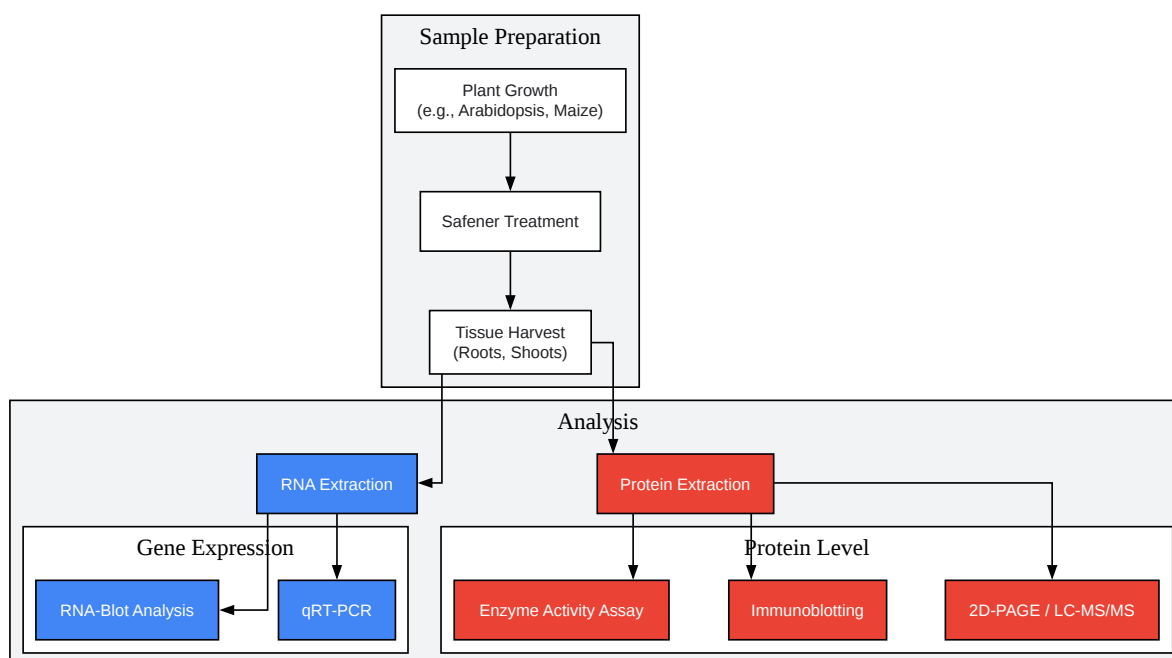 Sample Preparation
Plant Growth
(e.g., Arabidopsis, Maize)
Safener Treatment
Tissue Harvest
(Roots, Shoots)
Analysis
RNA Extraction
Protein Extraction
Gene Expression
Protein Level
RNA-Blot Analysis
qRT-PCR
Enzyme Activity Assay
Immunoblotting
2D-PAGE / LC-MS/MS